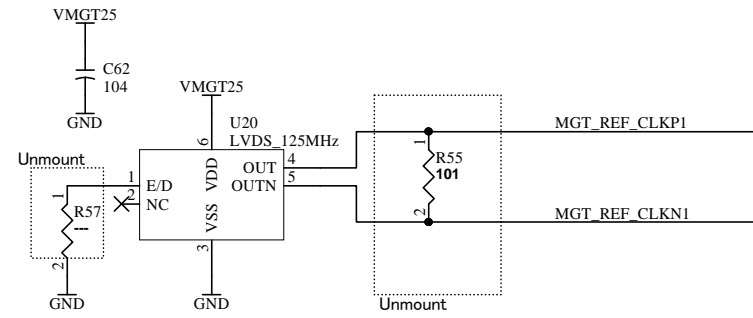 VMGT25
C62
104
GND
VMGT25
U20
LVDS_125MHz
6
VDD
Unmount
1
E/D
2
NC
OUT
4
OUTN
5
VSS
3
GND
1
R57
---
2
GND
1
R55
101
2
Unmount
MGT_REF_CLKP1
MGT_REF_CLKN1